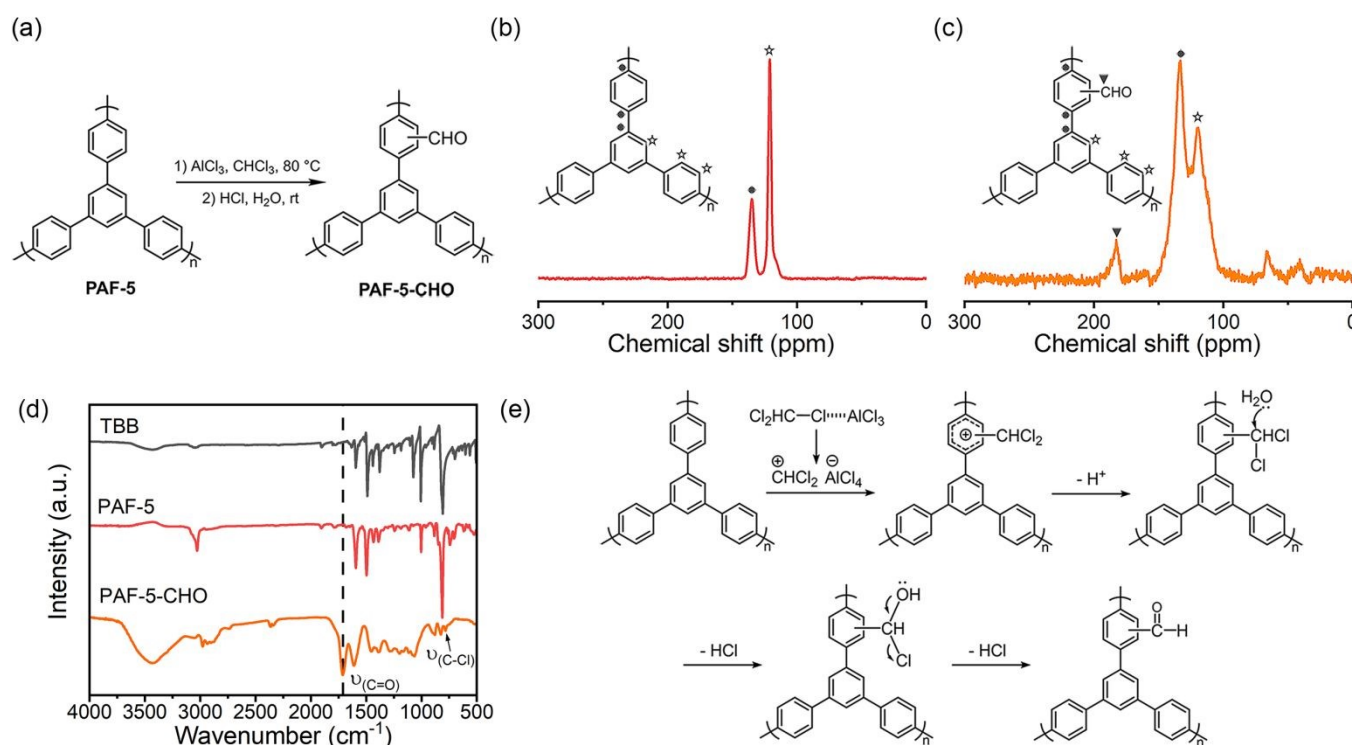 (a)
CHO
1) AlCl₃, CHCl₃, 80 °C
2) HCl, H₂O, rt
n
n
PAF-5
PAF-5-CHO
(b)
n
300
200
100
0
Chemical shift (ppm)
(c)
CHO
n
300
200
100
0
Chemical shift (ppm)
(d)
TBB
PAF-5
PAF-5-CHO
υ(C=O)
υ(C-Cl)
Intensity (a.u.)
4000 3500 3000 2500 2000 1500 1000 500
Wavenumber (cm⁻¹)
(e)
Cl₂HC—Cl····AlCl₃
⊕ ⊖
CHCl₂ AlCl₄
n
⊕
CHCl₂
n
- H⁺
H₂O
CHCl
Cl
n
- HCl
OH
CH
Cl
n
- HCl
O
C-H
n